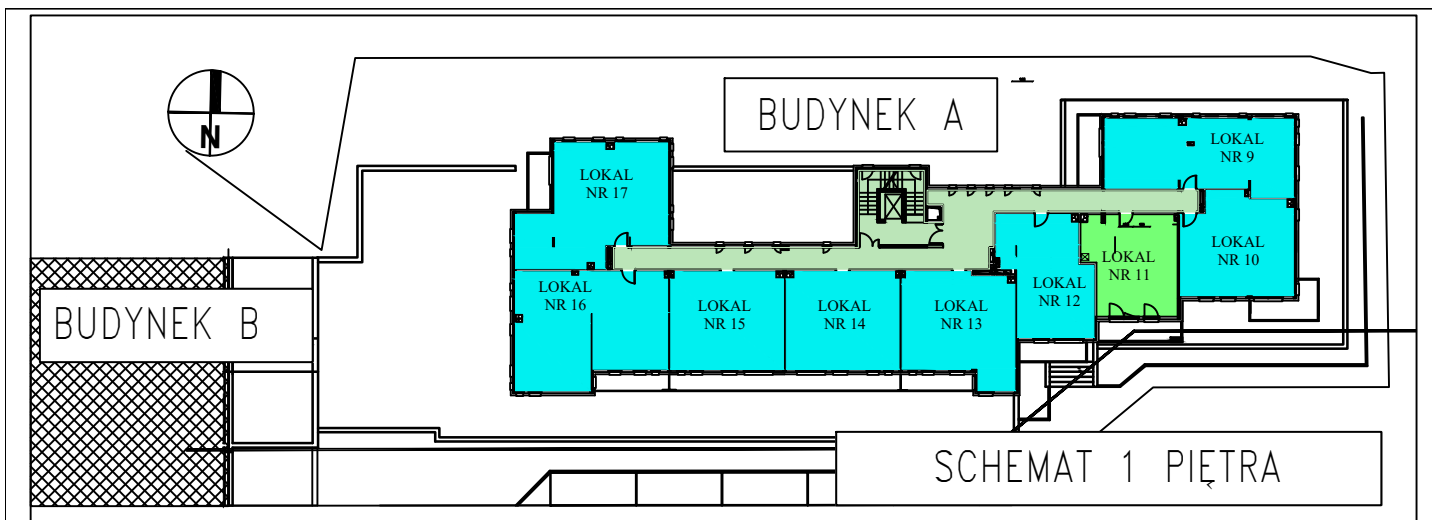 BUDYNEK A
N
LOKAL
NR 9
LOKAL
NR 17
LOKAL
NR 10
LOKAL
NR 11
LOKAL
NR 12
LOKAL
NR 16
LOKAL
NR 15
LOKAL
NR 14
LOKAL
NR 13
BUDYNEK B
SCHEMAT 1 PIĘTRA